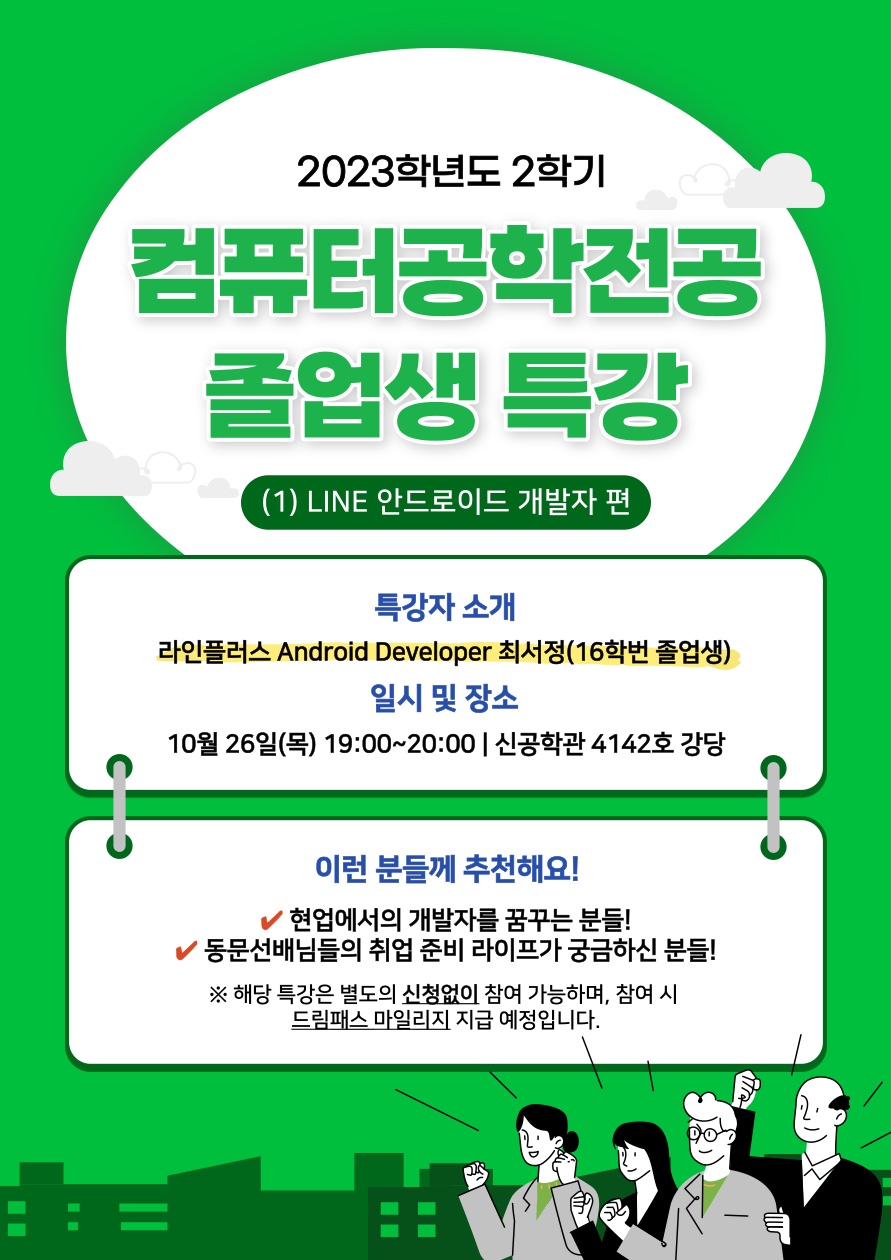 2023학년도 2학기
컴퓨터공학전공
졸업생 특강
(1) LINE 안드로이드 개발자 편
특강자 소개
라인플러스 Android Developer 최서정(16학번 졸업생)
일시 및 장소
10월 26일(목) 19:00~20:00 | 신공학관 4142호 강당
이런 분들께 추천해요!
✔ 현업에서의 개발자를 꿈꾸는 분들!
✔ 동문선배님들의 취업 준비 라이프가 궁금하신 분들!
※ 해당 특강은 별도의 신청없이 참여 가능하며, 참여 시
드림패스 마일리지 지급 예정입니다.